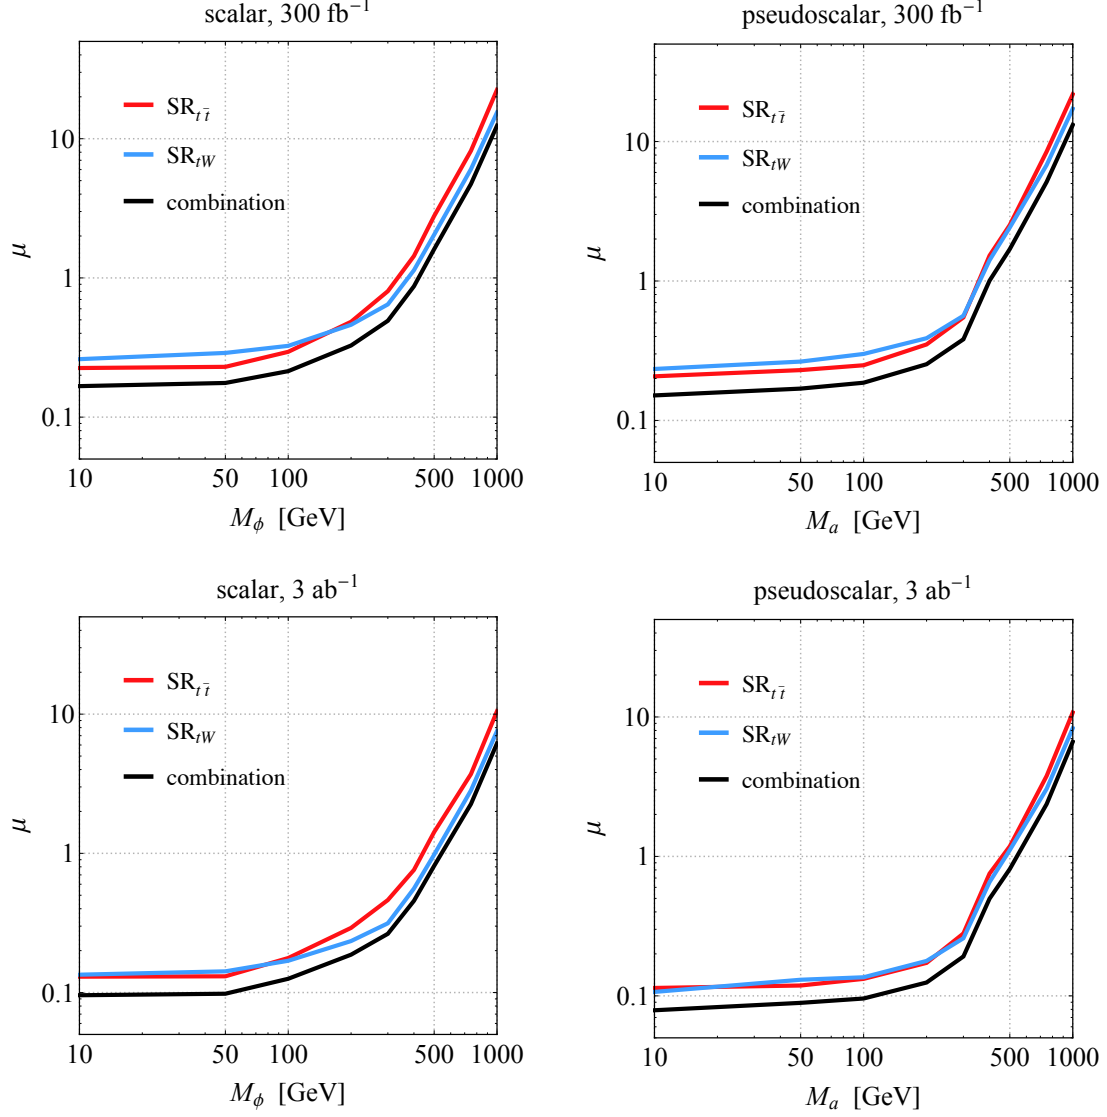 scalar, 300 fb⁻¹
μ
10
1
0.1
SR_{t\bar{t}}
SR_{tW}
combination
10 50 100 500 1000
M_ϕ [GeV]
pseudoscalar, 300 fb⁻¹
μ
10
1
0.1
SR_{t\bar{t}}
SR_{tW}
combination
10 50 100 500 1000
M_a [GeV]
scalar, 3 ab⁻¹
μ
10
1
0.1
SR_{t\bar{t}}
SR_{tW}
combination
10 50 100 500 1000
M_ϕ [GeV]
pseudoscalar, 3 ab⁻¹
μ
10
1
0.1
SR_{t\bar{t}}
SR_{tW}
combination
10 50 100 500 1000
M_a [GeV]